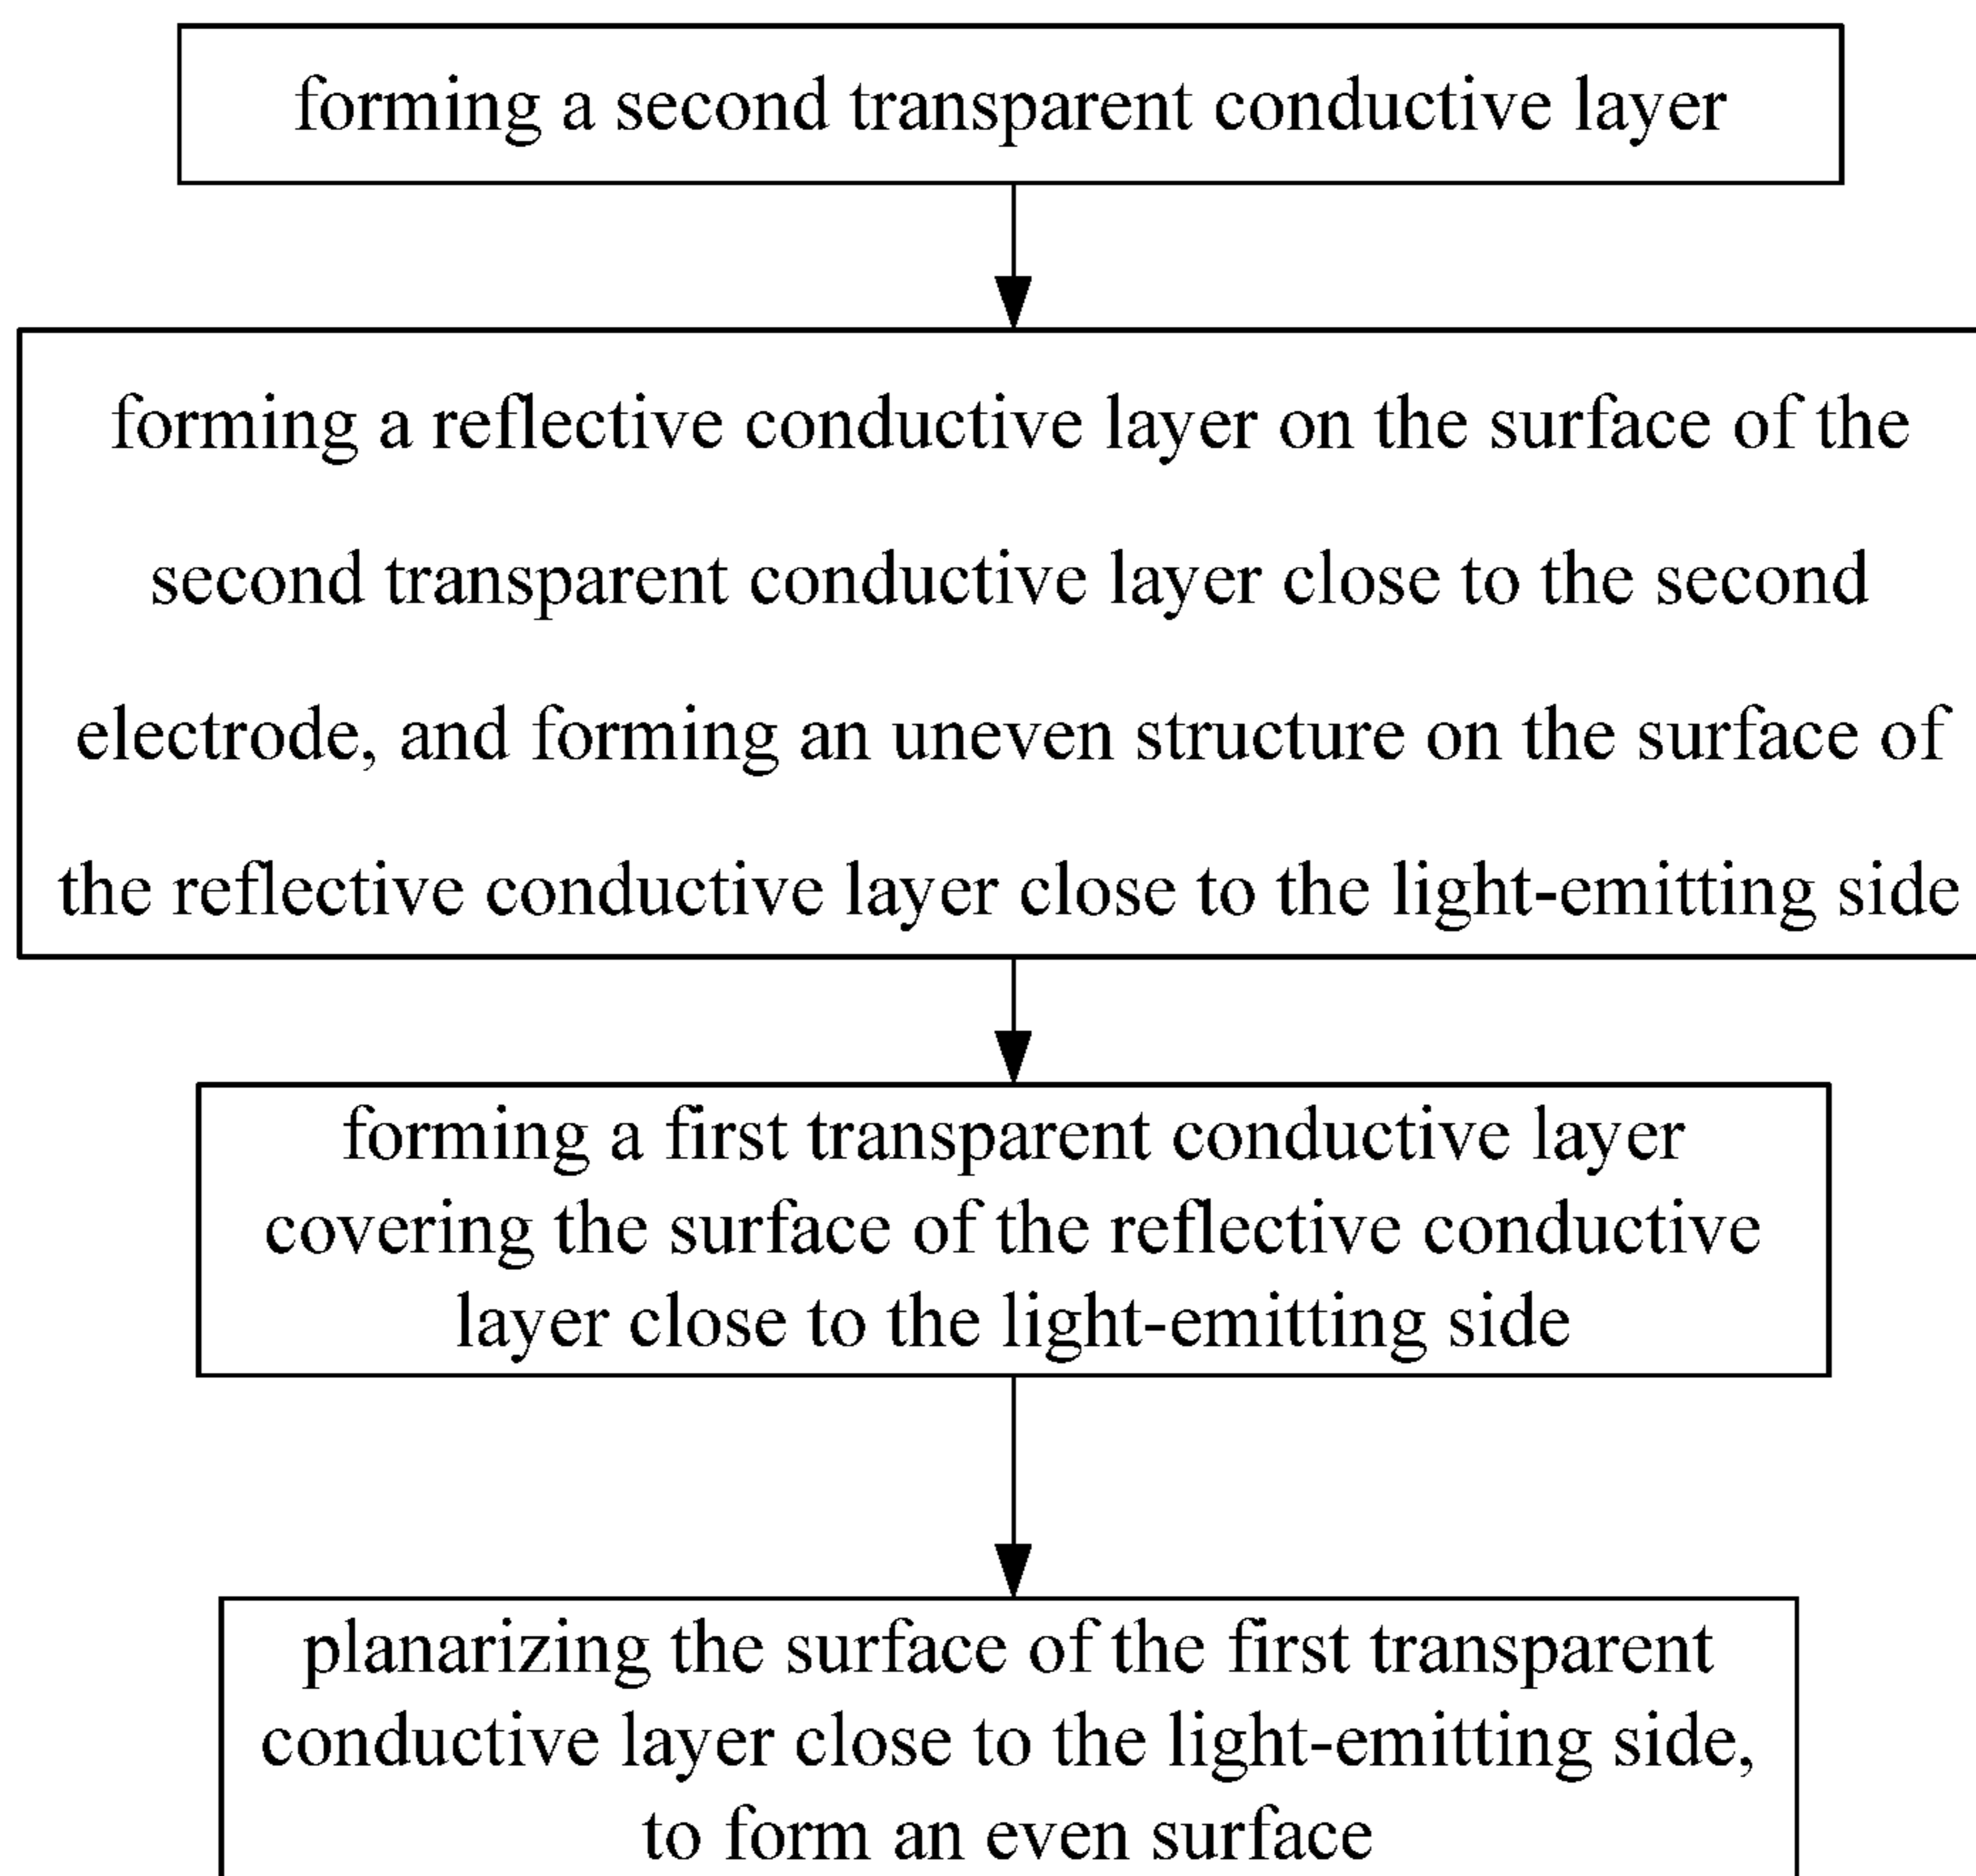 forming a second transparent conductive layer
forming a reflective conductive layer on the surface of the
second transparent conductive layer close to the second
electrode, and forming an uneven structure on the surface of
the reflective conductive layer close to the light-emitting side
forming a first transparent conductive layer
covering the surface of the reflective conductive
layer close to the light-emitting side
planarizing the surface of the first transparent
conductive layer close to the light-emitting side,
to form an even surface